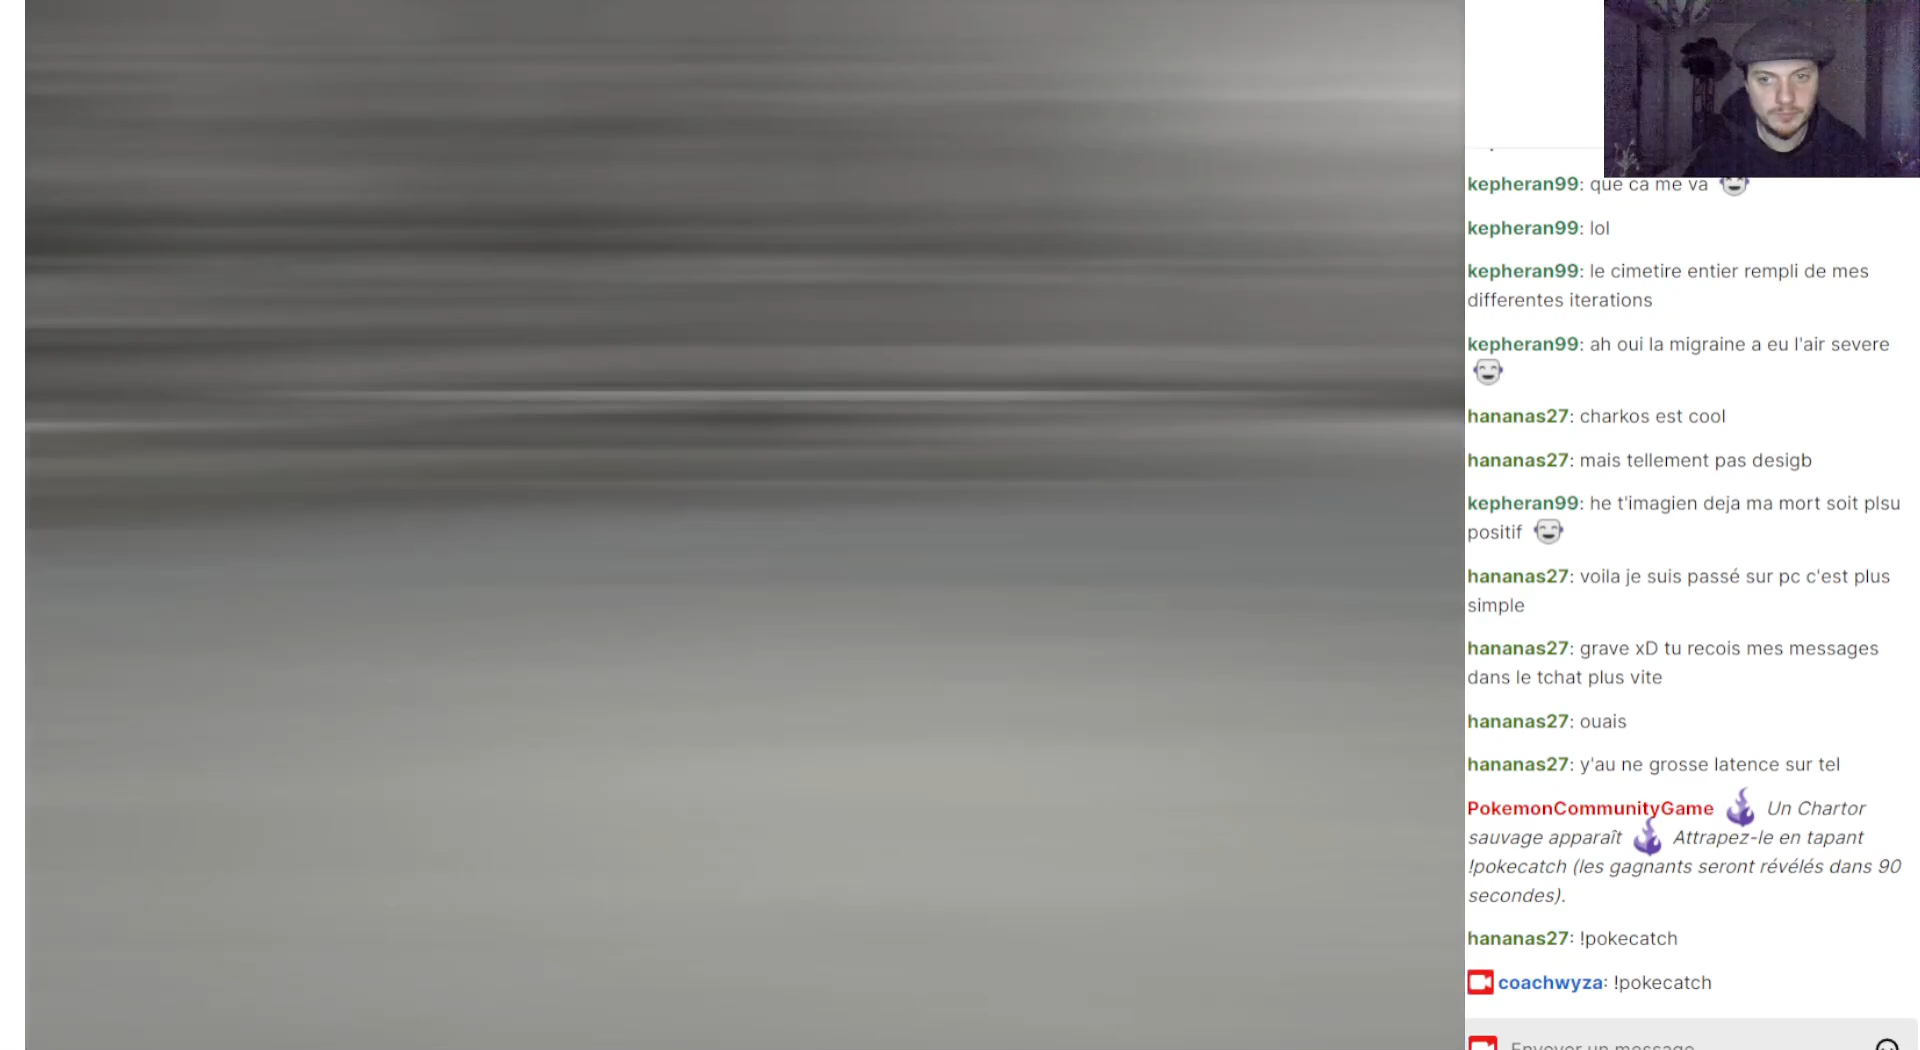 kepheran99: que ca me va
kepheran99: lol
kepheran99: le cimetire entier rempli de mes
differentes iterations
kepheran99: ah oui la migraine a eu l'air severe
hananas27: charkos est cool
hananas27: mais tellement pas desigb
kepheran99: he t'imagien deja ma mort soit plsu
positif
hananas27: voila je suis passé sur pc c'est plus
simple
hananas27: grave xD tu recois mes messages
dans le tchat plus vite
hananas27: ouais
hananas27: y'au ne grosse latence sur tel
PokemonCommunityGame Un Chartor
sauvage apparaît Attrapez-le en tapant
!pokecatch (les gagnants seront révélés dans 90
secondes).
hananas27: !pokecatch
coachwyza: !pokecatch
Envoyer un message